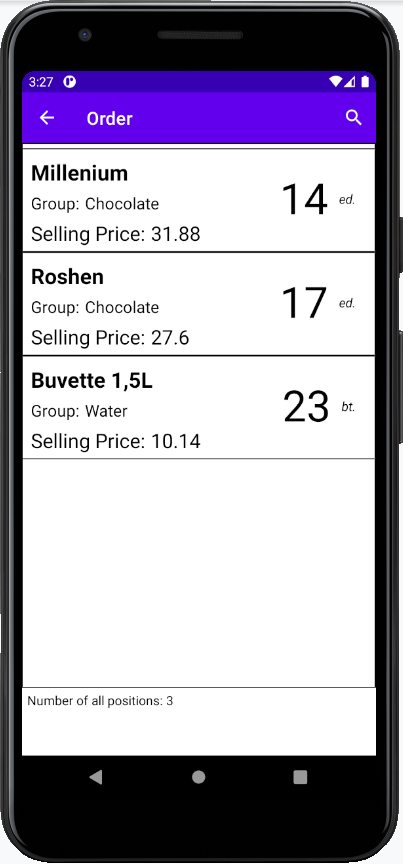 3:27
Order
Millenium
Group: Chocolate
Selling Price: 31.88
14 ed.
Roshen
Group: Chocolate
Selling Price: 27.6
17 ed.
Buvette 1,5L
Group: Water
Selling Price: 10.14
23 bt.
Number of all positions: 3